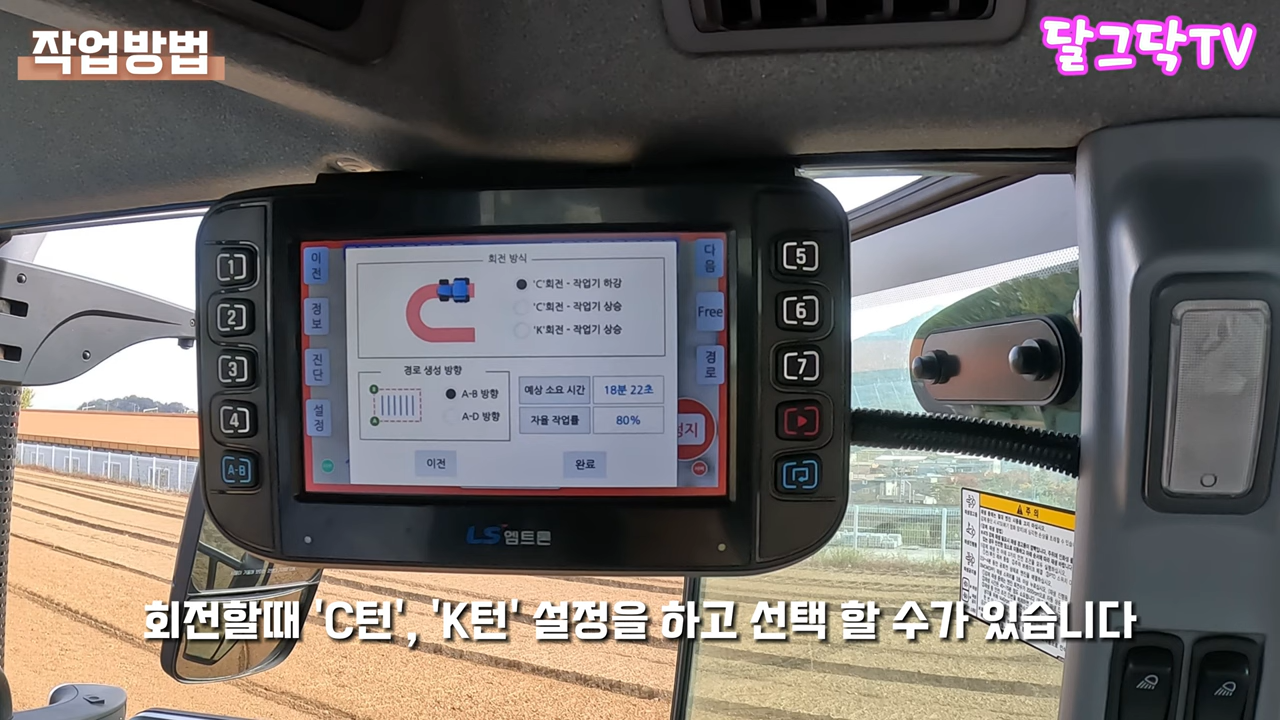 작업방법
달그닥TV
1
2
3
4
A-B
5
6
7
이전
정보
진단
설정
다음
Free
경로
회전 방식
'C'회전 - 작업기 하강
'C'회전 - 작업기 상승
'K'회전 - 작업기 상승
경로 생성 방향
A-B 방향
A-D 방향
예상 소요 시간
18분 22초
자율 작업률
80%
이전
완료
정지
LS 엠트론
주 의
회전할때 'C턴', 'K턴' 설정을 하고 선택 할 수가 있습니다